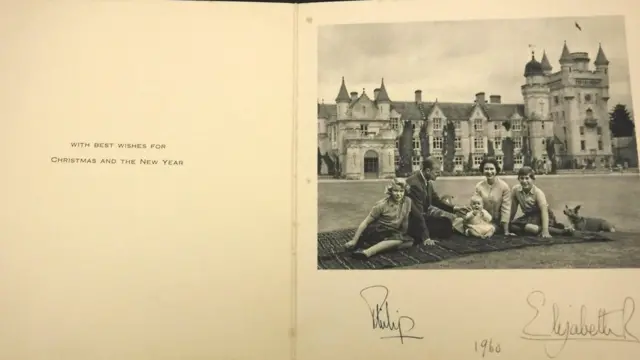 WITH BEST WISHES FOR
CHRISTMAS AND THE NEW YEAR
Philip
1960
Elizabeth R